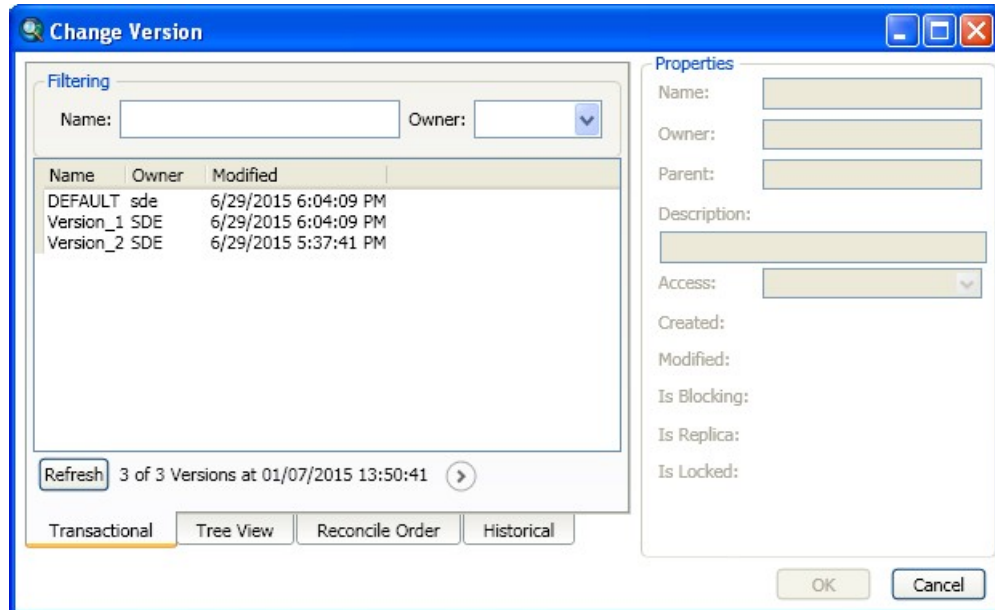 Change Version
Filtering
Name: Owner:
Name Owner Modified
DEFAULT sde 6/29/2015 6:04:09 PM
Version_1 SDE 6/29/2015 6:04:09 PM
Version_2 SDE 6/29/2015 5:37:41 PM
Refresh 3 of 3 Versions at 01/07/2015 13:50:41
Transactional Tree View Reconcile Order Historical
Properties
Name:
Owner:
Parent:
Description:
Access:
Created:
Modified:
Is Blocking:
Is Replica:
Is Locked:
OK Cancel